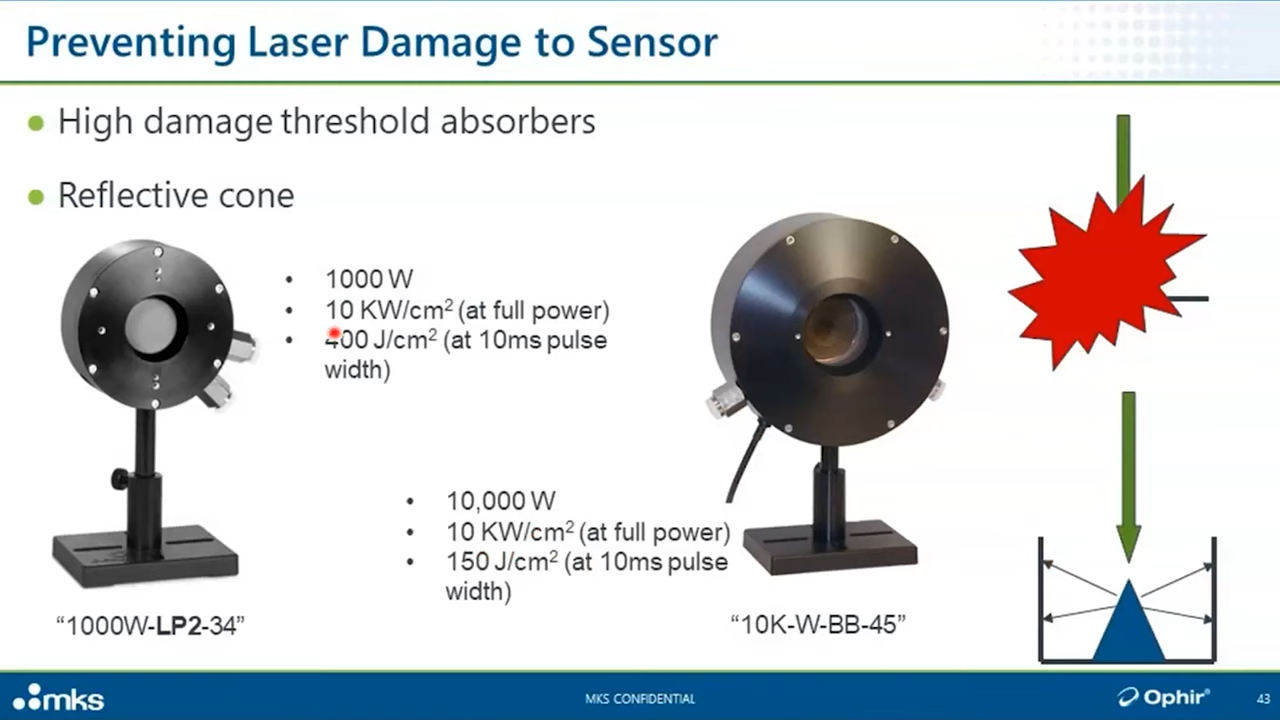 Preventing Laser Damage to Sensor
High damage threshold absorbers
Reflective cone
1000 W
10 KW/cm² (at full power)
400 J/cm² (at 10ms pulse
width)
10,000 W
10 KW/cm² (at full power)
150 J/cm² (at 10ms pulse
width)
“1000W-LP2-34”
“10K-W-BB-45”
mks
MKS CONFIDENTIAL
Ophir®
43